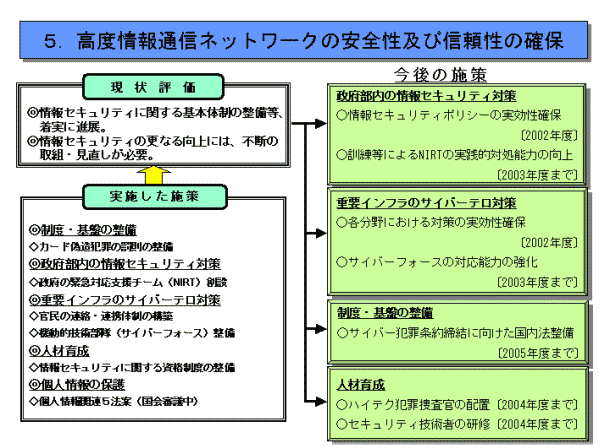 ５．高度情報通信ネットワークの安全性及び信頼性の確保
現状評価
◎情報セキュリティに関する基本体制の整備等、
着実に進展。
◎情報セキュリティの更なる向上には、不断の
取組・見直しが必要。
実施した施策
◎制度・基盤の整備
◇カード偽造犯罪の罰則の整備
◎政府部内の情報セキュリティ対策
◇政府の緊急対応支援チーム（NIRT）創設
◎重要インフラのサイバーテロ対策
◇官民の連絡・連携体制の構築
◇機動的技術部隊（サイバーフォース）整備
◎人材育成
◇情報セキュリティに関する資格制度の整備
◎個人情報の保護
◇個人情報関連５法案（国会審議中）
今後の施策
政府部内の情報セキュリティ対策
○情報セキュリティポリシーの実効性確保
〔2002年度〕
○訓練等によるNIRTの実践的対処能力の向上
〔2003年度まで〕
重要インフラのサイバーテロ対策
○各分野における対策の実効性確保
〔2002年度〕
○サイバーフォースの対応能力の強化
〔2003年度まで〕
制度・基盤の整備
○サイバー犯罪条約締結に向けた国内法整備
〔2005年度まで〕
人材育成
○ハイテク犯罪捜査官の配置〔2004年度まで〕
○セキュリティ技術者の研修〔2004年度まで〕